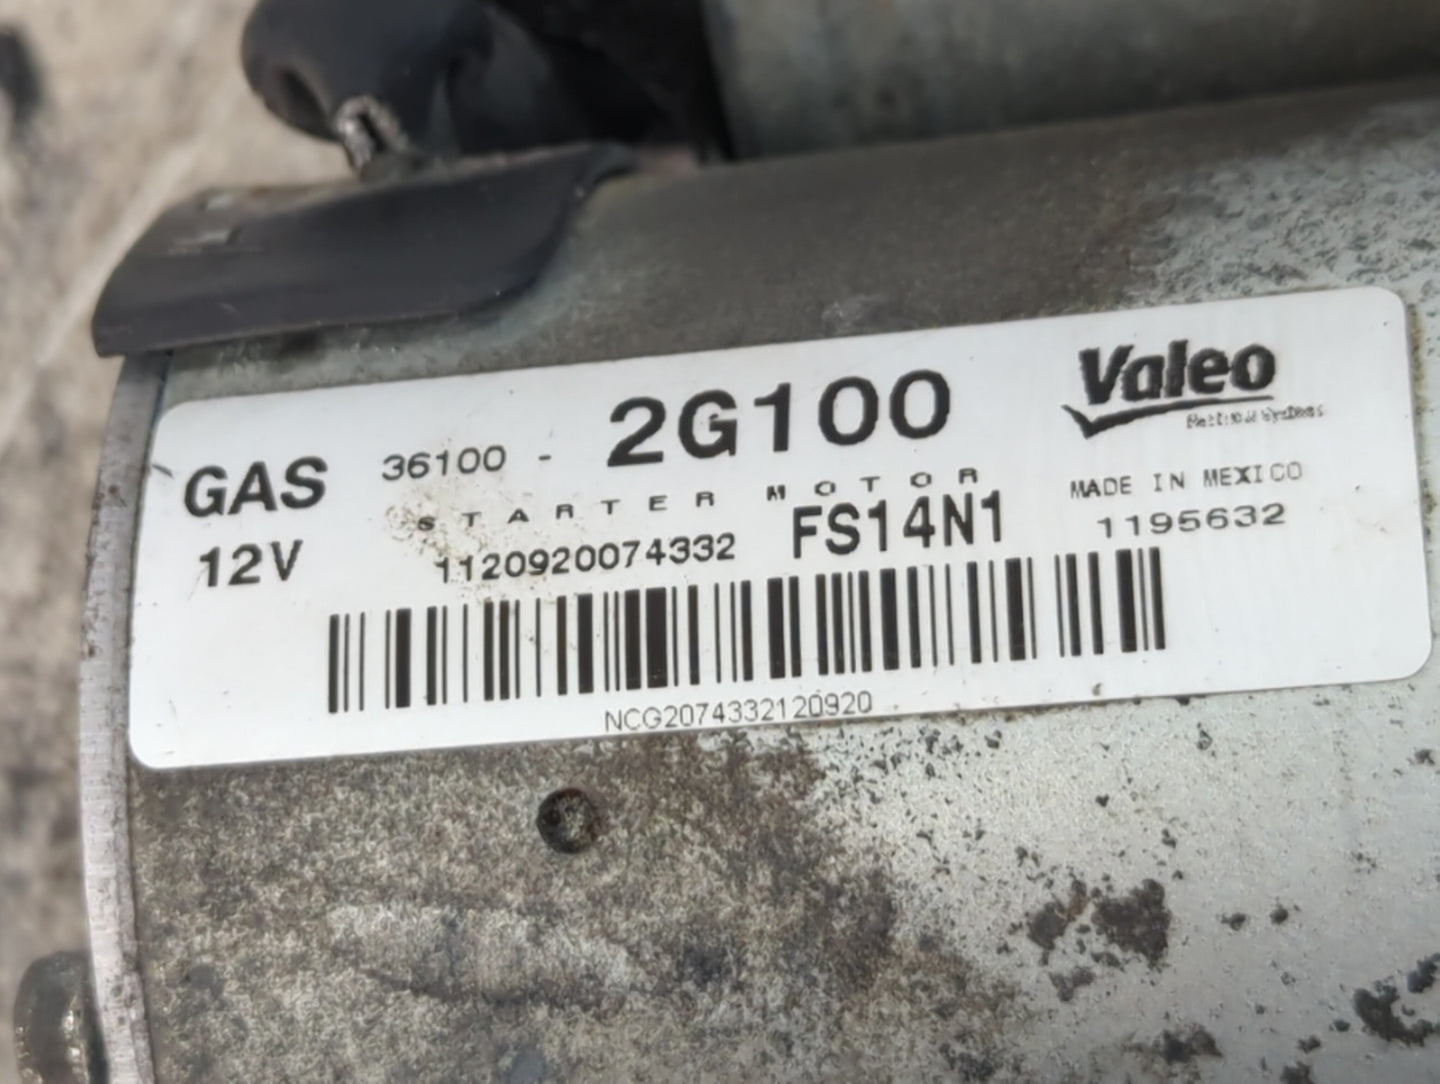 Valeo
GAS 36100 - 2G100
STARTER MOTOR
MADE IN MEXICO
12V 1120920074332 FS14N1 1195632
NCG2074332120920